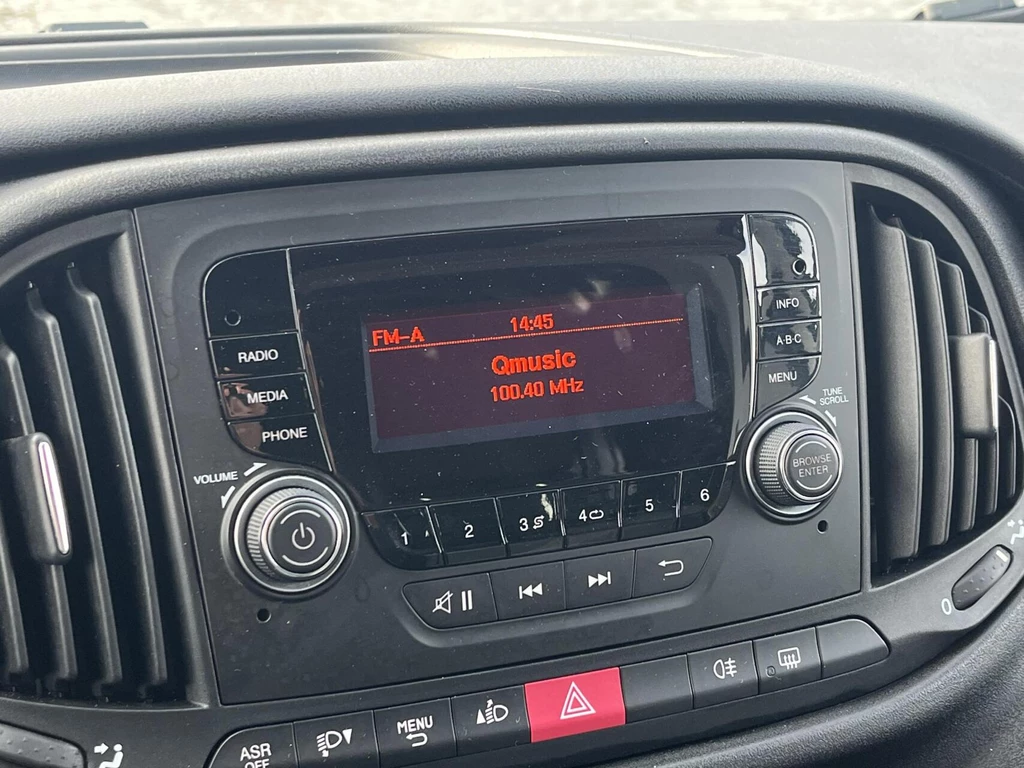 14:45
FM-A
Qmusic
100.40 MHz
RADIO
MEDIA
PHONE
INFO
A·B·C
MENU
TUNE
SCROLL
VOLUME
BROWSE
ENTER
1
2
3
4
5
6
0
ASR
OFF
MENU